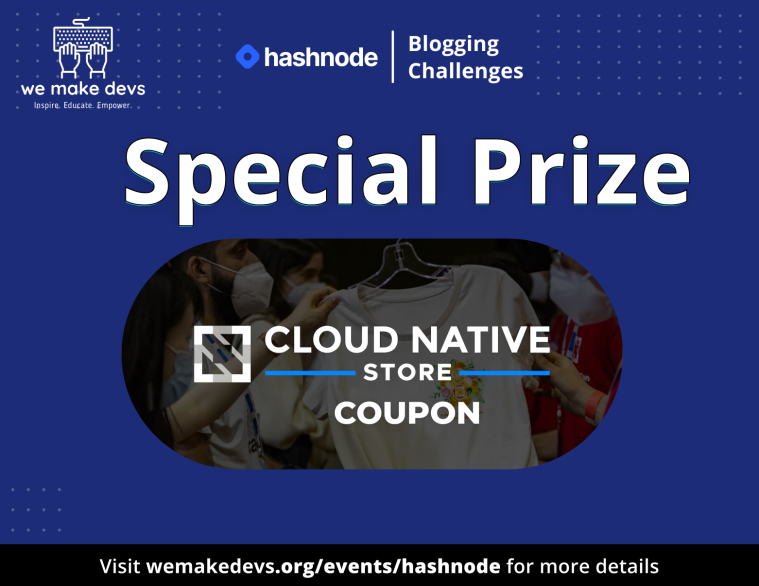 we make devs
Inspire. Educate. Empower.
hashnode
Blogging
Challenges
Special Prize
CLOUD NATIVE
STORE
COUPON
Visit wemakedevs.org/events/hashnode for more details